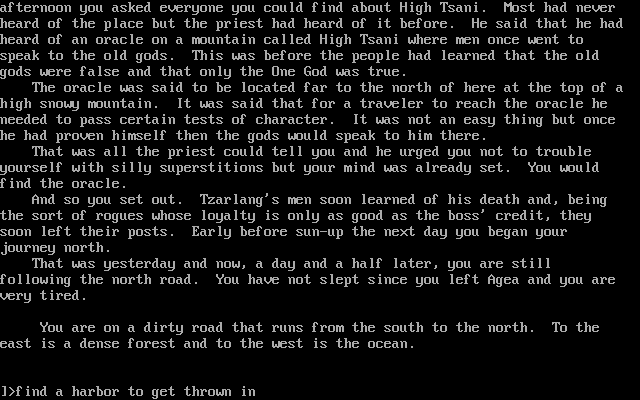 afternoon you asked everyone you could find about High Tsani.  Most had never
heard of the place but the priest had heard of it before.  He said that he had
heard of an oracle on a mountain called High Tsani where men once went to
speak to the old gods.  This was before the people had learned that the old
gods were false and that only the One God was true.
The oracle was said to be located far to the north of here at the top of a
high snowy mountain.  It was said that for a traveler to reach the oracle he
needed to pass certain tests of character.  It was not an easy thing but once
he had proven himself then the gods would speak to him there.
That was all the priest could tell you and he urged you not to trouble
yourself with silly superstitions but your mind was already set.  You would
find the oracle.
And so you set out.  Tzarlang's men soon learned of his death and, being
the sort of rogues whose loyalty is only as good as the boss' credit, they
soon left their posts.  Early before sun-up the next day you began your
journey north.
That was yesterday and now, a day and a half later, you are still
following the north road.  You have not slept since you left Agea and you are
very tired.
You are on a dirty road that runs from the south to the north.  To the
east is a dense forest and to the west is the ocean.
]>find a harbor to get thrown in